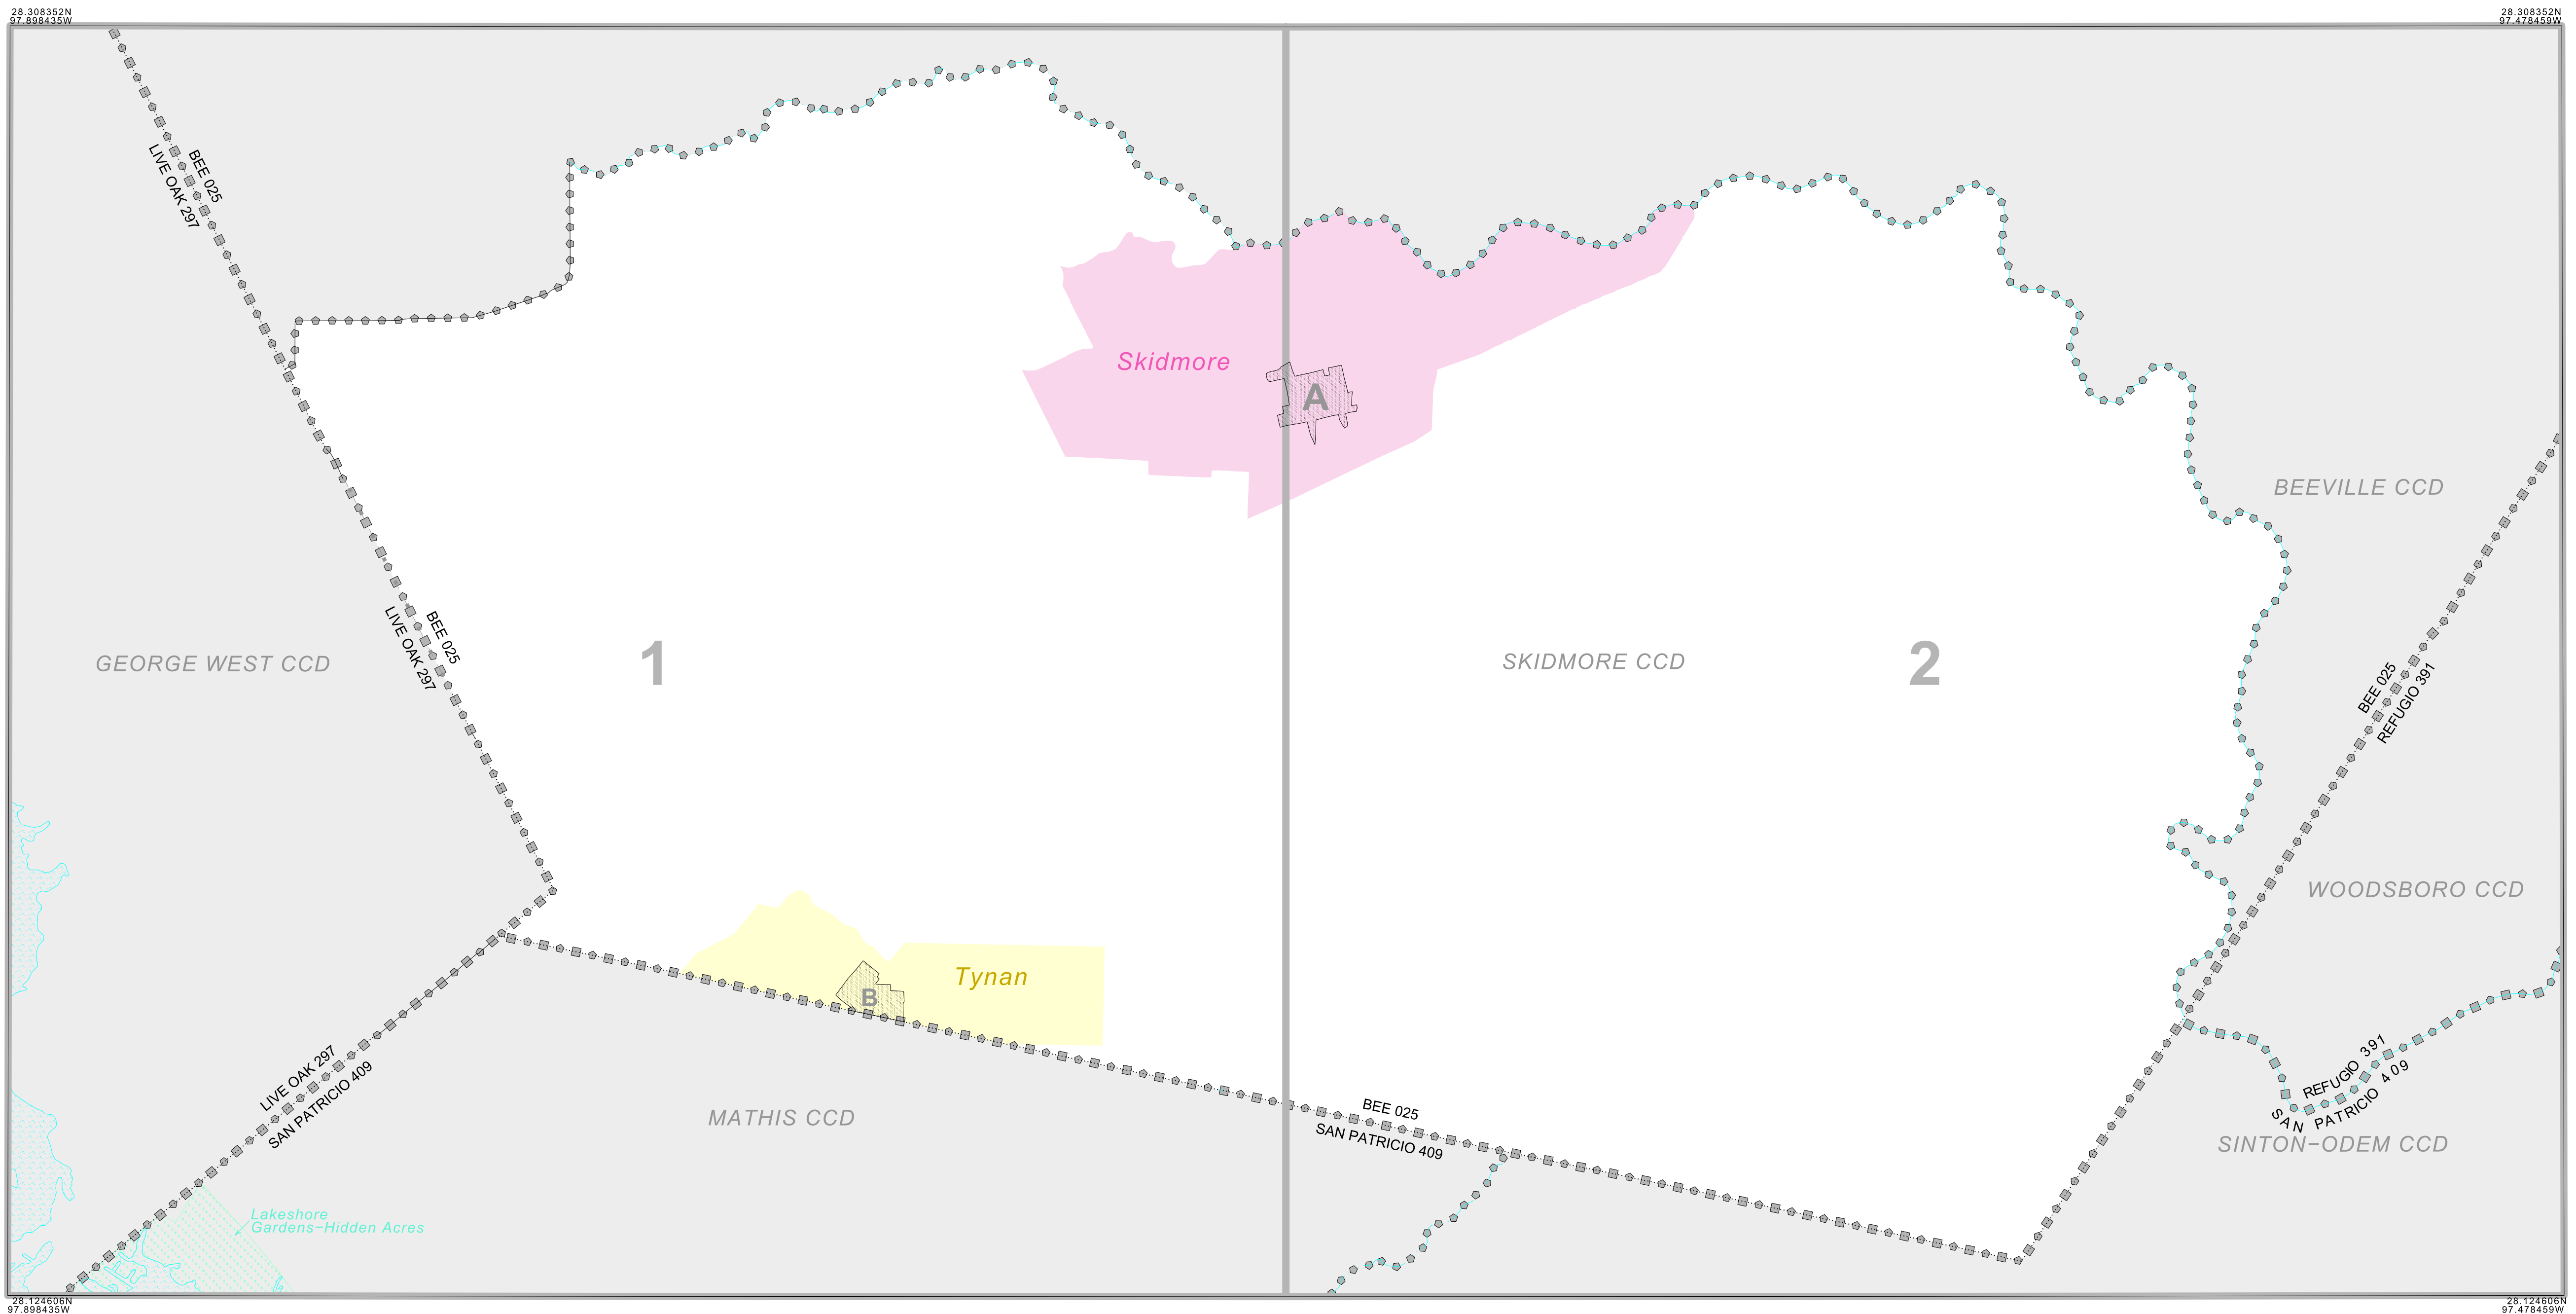 28.308352N
97.898435W
28.308352N
97.478459W
BEE 025
LIVE OAK 297
Skidmore
A
BEEVILLE CCD
BEE 025
LIVE OAK 297
GEORGE WEST CCD
1
SKIDMORE CCD
2
BEE 025
REFUGIO 391
WOODSBORO CCD
Tynan
B
LIVE OAK 297
SAN PATRICIO 409
MATHIS CCD
BEE 025
SAN PATRICIO 409
REFUGIO 391
SAN PATRICIO 409
SINTON-ODEM CCD
Lakeshore
Gardens-Hidden Acres
28.124606N
97.898435W
28.124606N
97.478459W